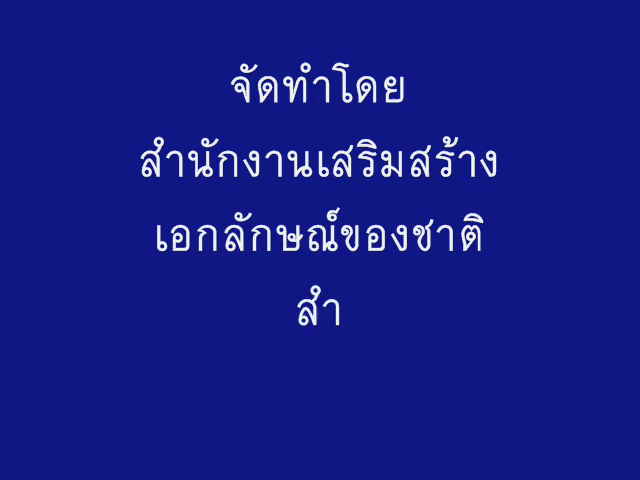 จัดทำโดย
สำนักงานเสริมสร้าง
เอกลักษณ์ของชาติ
สำ